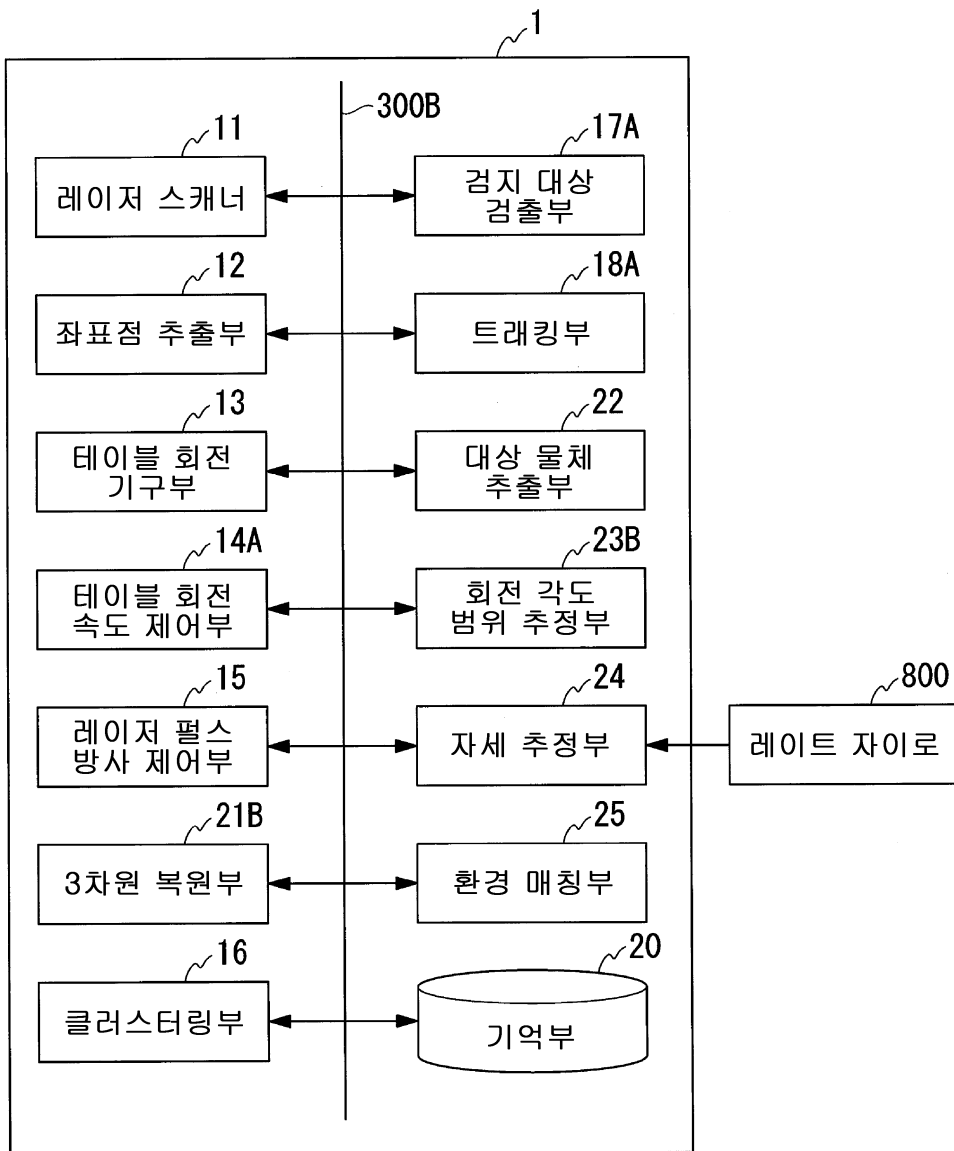 1
300B
11
레이저 스캐너
17A
검지 대상
검출부
12
좌표점 추출부
18A
트래킹부
13
테이블 회전
기구부
22
대상 물체
추출부
14A
테이블 회전
속도 제어부
23B
회전 각도
범위 추정부
15
레이저 펄스
방사 제어부
24
자세 추정부
800
레이트 자이로
21B
3차원 복원부
25
환경 매칭부
16
클러스터링부
20
기억부